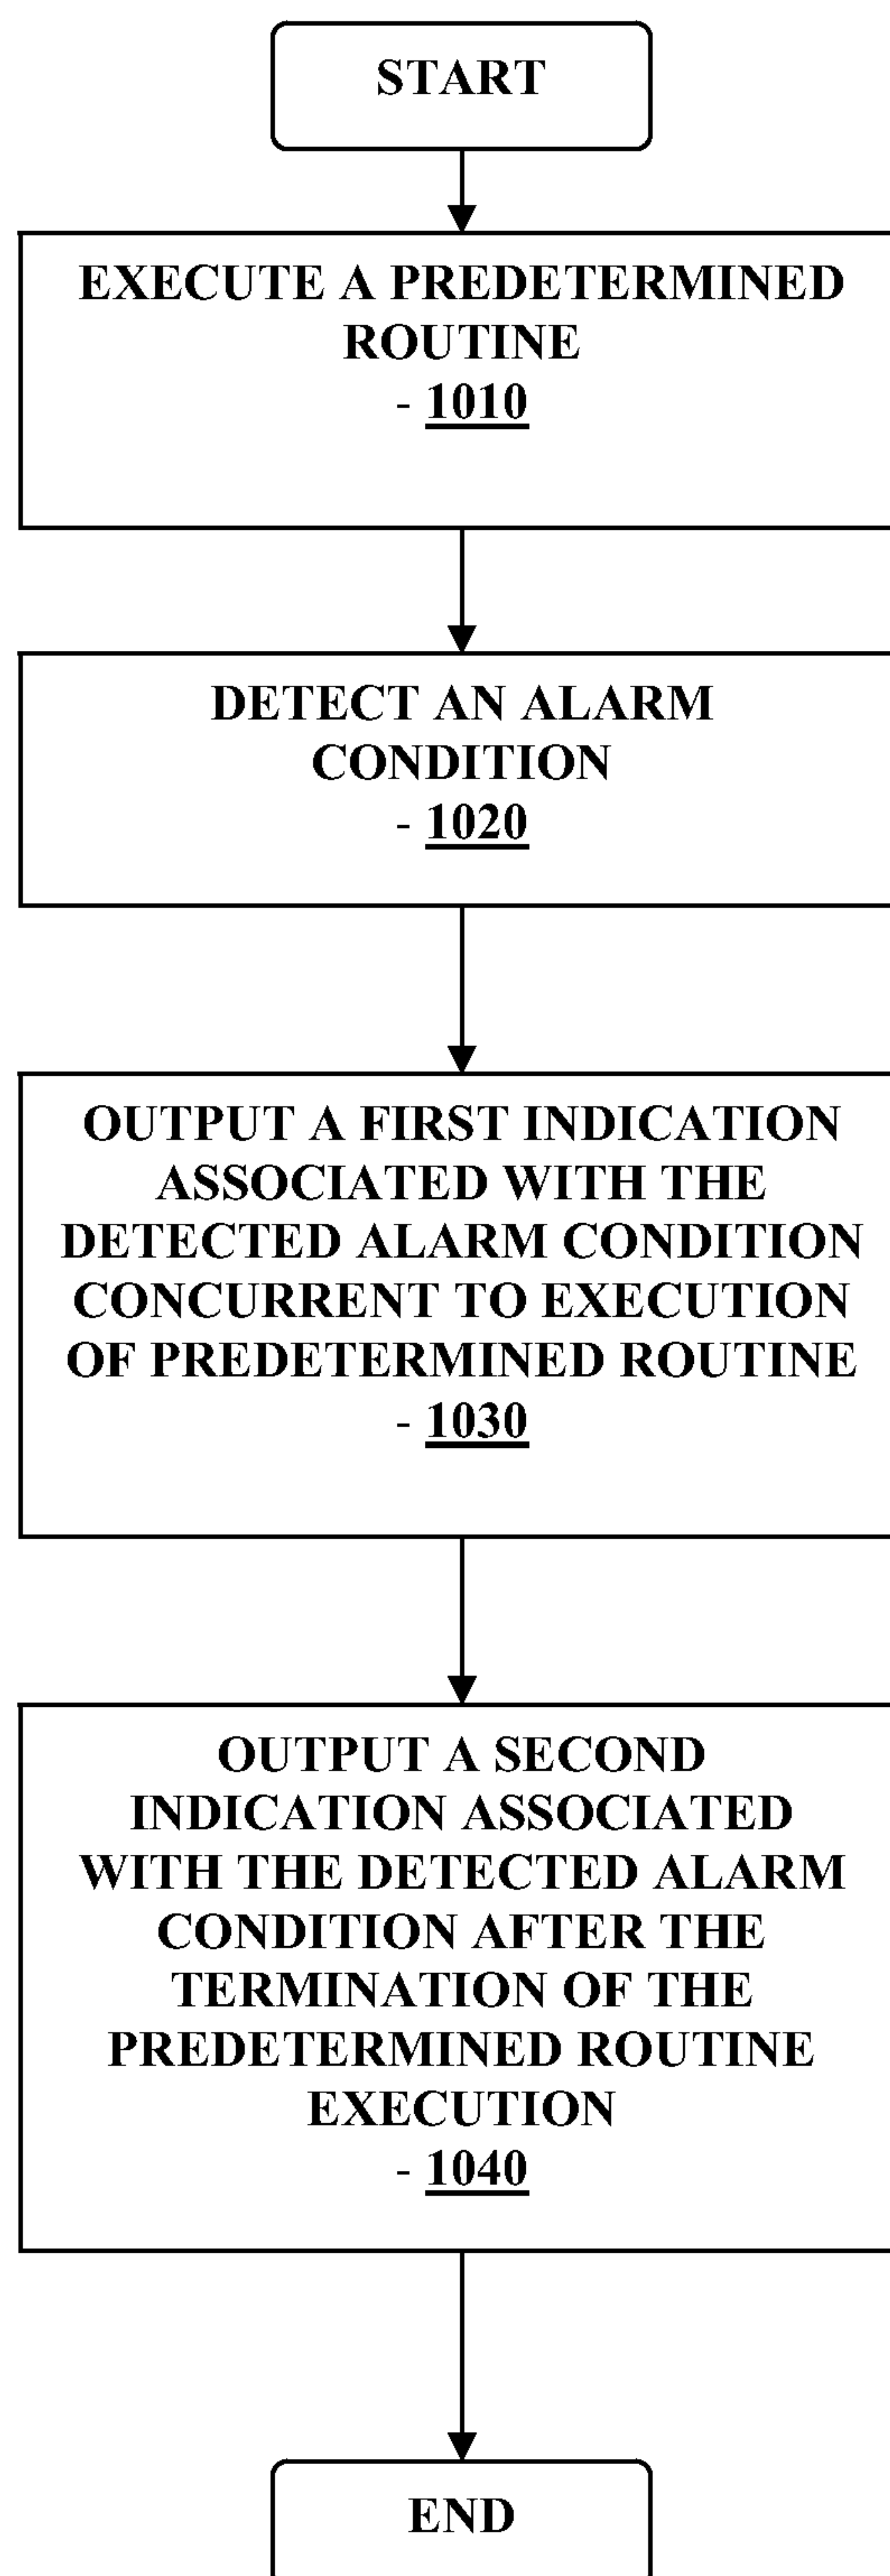 START
EXECUTE A PREDETERMINED
ROUTINE
- 1010
DETECT AN ALARM
CONDITION
- 1020
OUTPUT A FIRST INDICATION
ASSOCIATED WITH THE
DETECTED ALARM CONDITION
CONCURRENT TO EXECUTION
OF PREDETERMINED ROUTINE
- 1030
OUTPUT A SECOND
INDICATION ASSOCIATED
WITH THE DETECTED ALARM
CONDITION AFTER THE
TERMINATION OF THE
PREDETERMINED ROUTINE
EXECUTION
- 1040
END